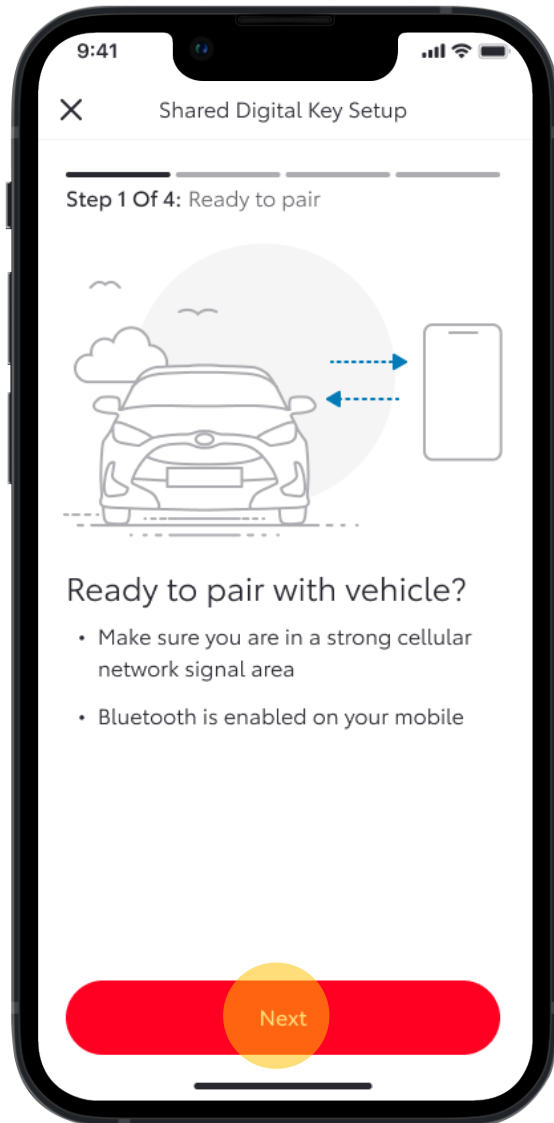 9:41
Shared Digital Key Setup
Step 1 Of 4: Ready to pair
Ready to pair with vehicle?
• Make sure you are in a strong cellular
network signal area
• Bluetooth is enabled on your mobile
Next